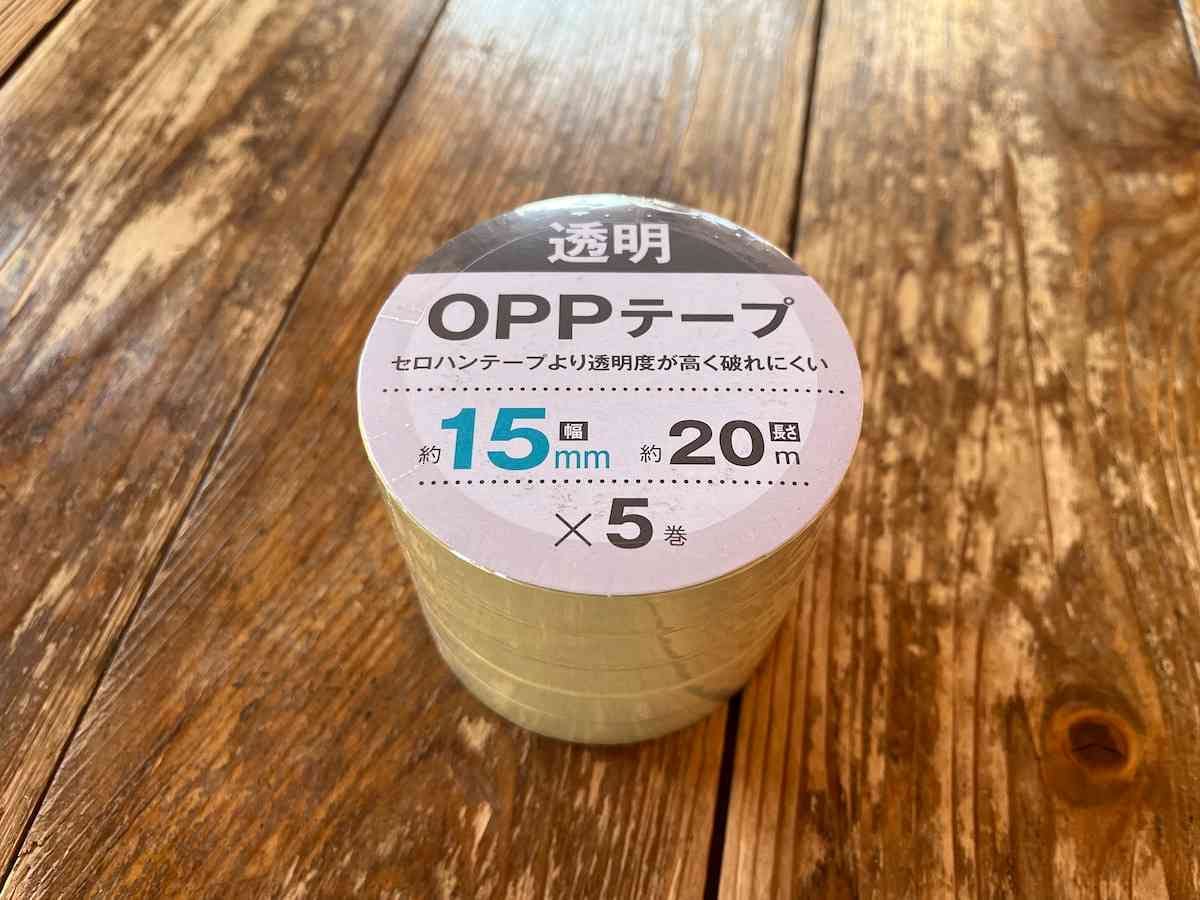 透明
OPPテープ
セロハンテープより透明度が高く破れにくい
約15幅mm 約20長さm
×5巻